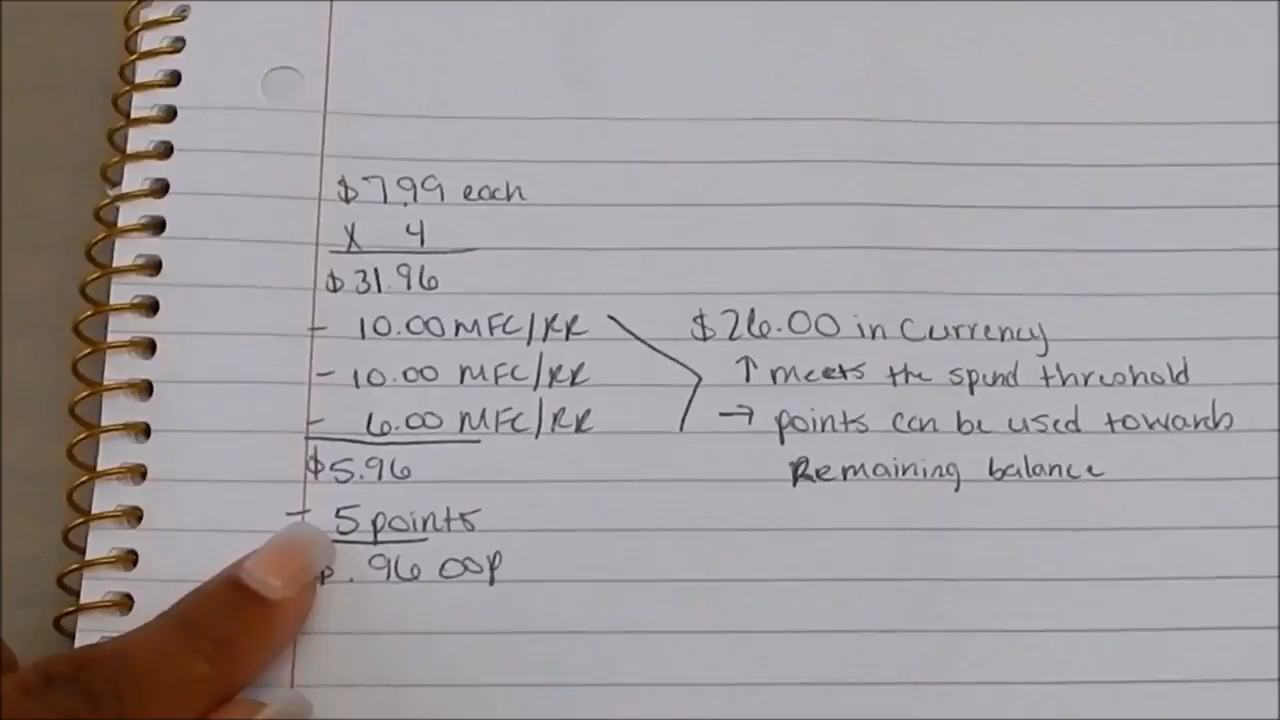 $7.99 each
x 4
$31.96
- 10.00 MFC/RR
- 10.00 MFC/RR
- 6.00 MFC/RR
$5.96
- 5 points
.96 OOP
$26.00 in Currency
↑ meets the spend threshold
→ points can be used towards
Remaining balance